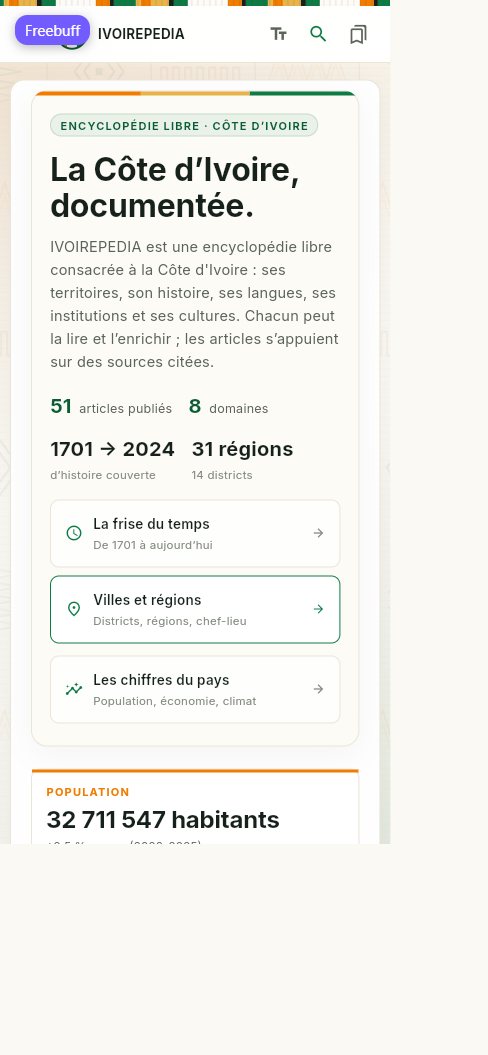 Freebuff
IVOIREPEDIA
ENCYCLOPÉDIE LIBRE · CÔTE D’IVOIRE
La Côte d’Ivoire,
documentée.
IVOIREPEDIA est une encyclopédie libre
consacrée à la Côte d'Ivoire : ses
territoires, son histoire, ses langues, ses
institutions et ses cultures. Chacun peut
la lire et l’enrichir ; les articles s’appuient
sur des sources citées.
51 articles publiés 8 domaines
1701 → 2024 31 régions
d’histoire couverte 14 districts
La frise du temps
De 1701 à aujourd’hui
Villes et régions
Districts, régions, chef-lieu
Les chiffres du pays
Population, économie, climat
POPULATION
32 711 547 habitants